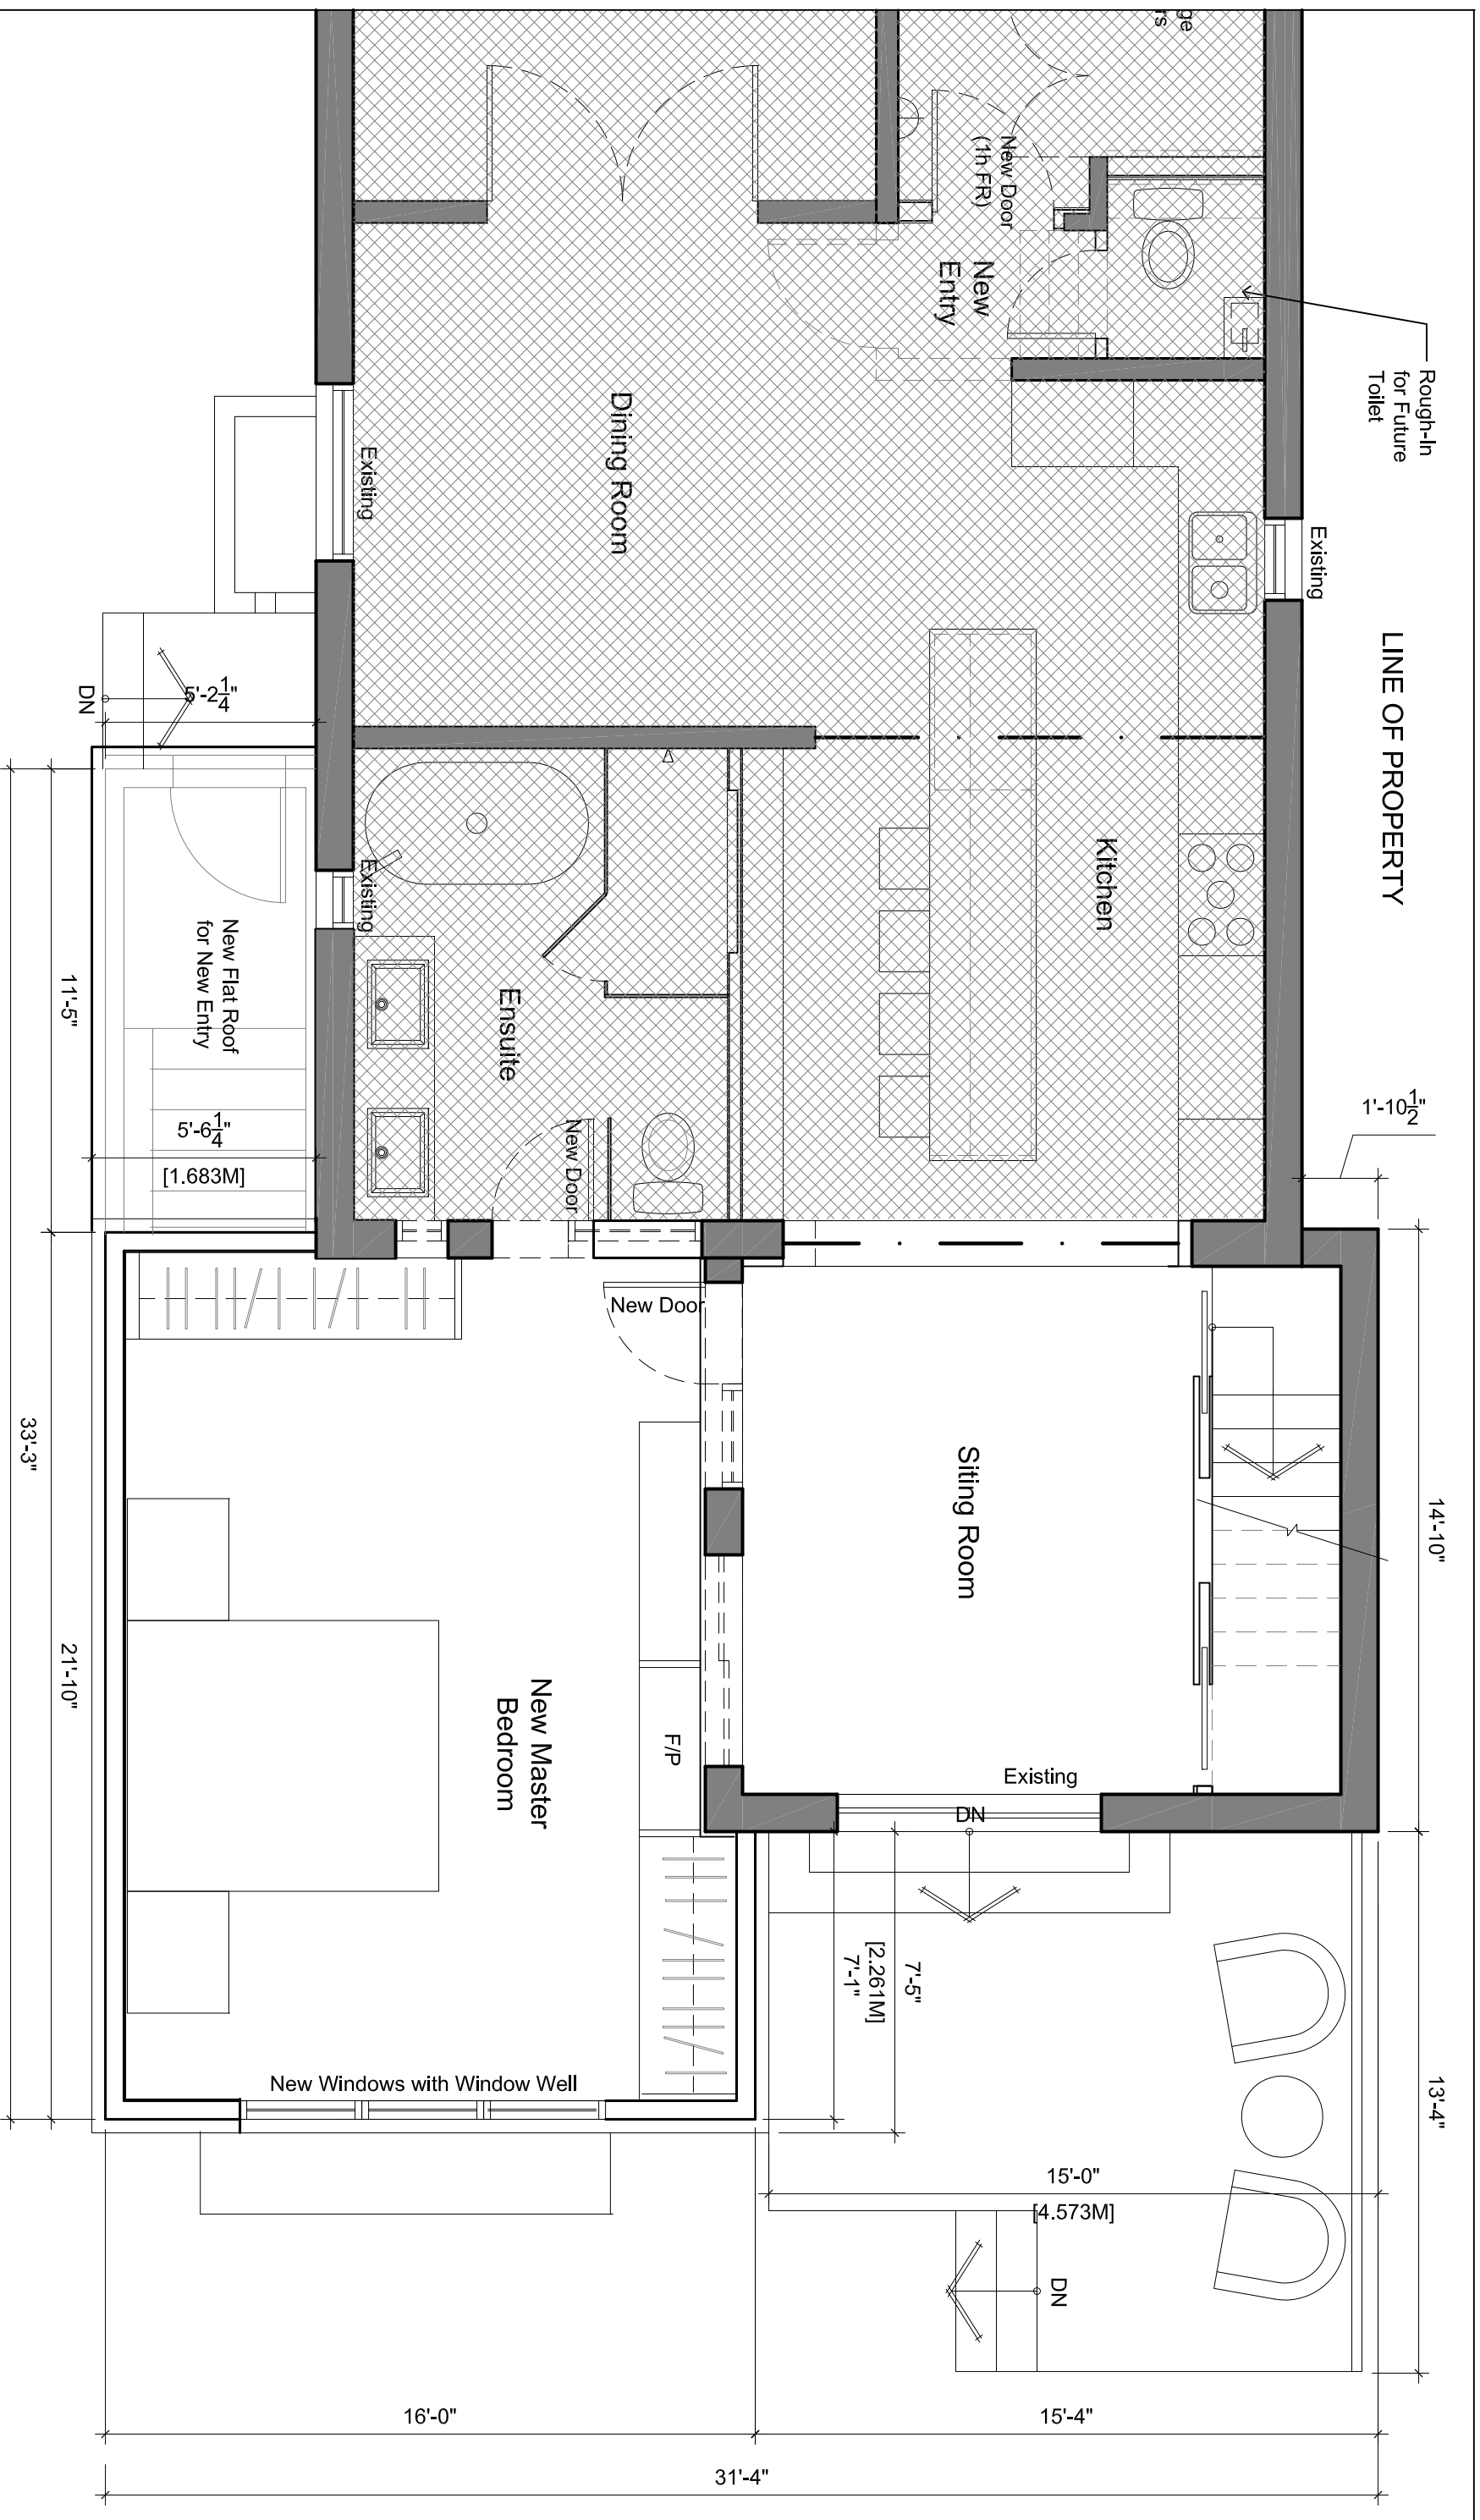 ge
rs
New Door
(1h FR)
New
Entry
Rough-In
for Future
Toilet
Dining Room
Existing
Existing
LINE OF PROPERTY
DN
5'-2 1/4"
Kitchen
Existing
New Flat Roof
for New Entry
11'-5"
Ensuite
1'-10 1/2"
5'-6 1/4"
[1.683M]
New Door
New Door
33'-3"
Siting Room
14'-10"
21'-10"
New Master
Bedroom
F/P
Existing
DN
7'-5"
[2.261M]
7'-1"
New Windows with Window Well
13'-4"
15'-0"
[4.573M]
DN
16'-0"
15'-4"
31'-4"